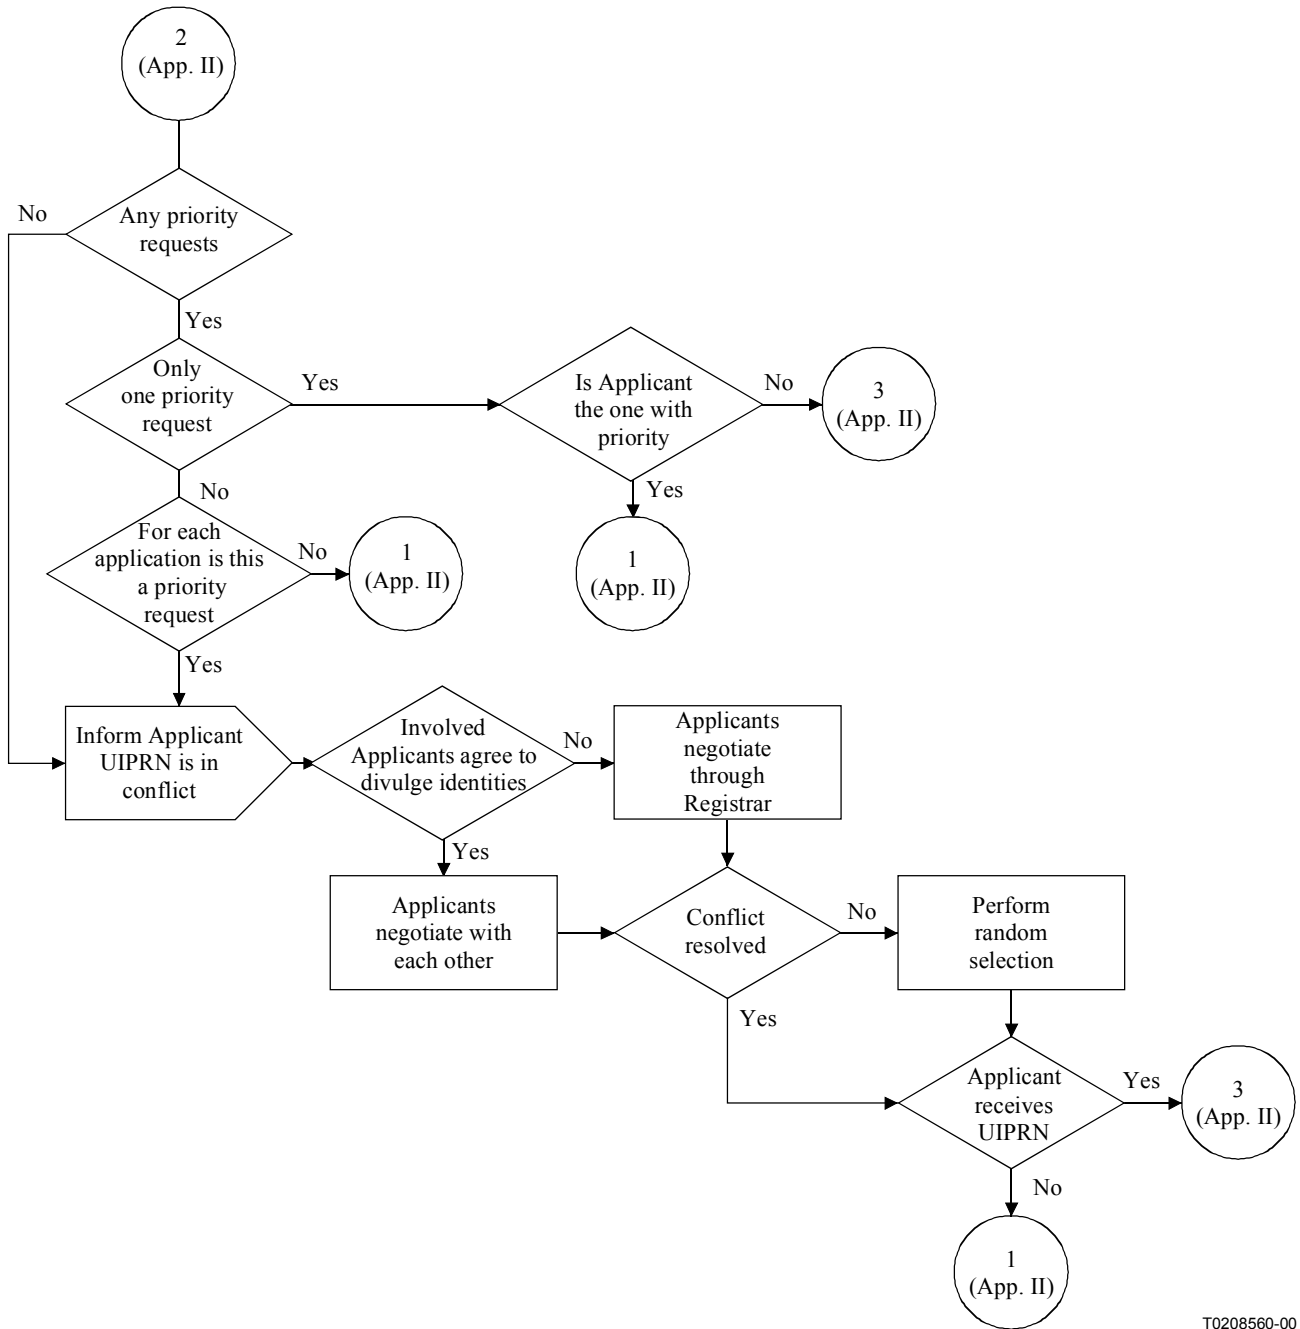 2
(App. II)
Any priority
requests
No
Yes
Only
one priority
request
Yes
Is Applicant
the one with
priority
No
3
(App. II)
Yes
1
(App. II)
No
For each
application is this
a priority
request
No
1
(App. II)
Yes
Inform Applicant
UIPRN is in
conflict
Involved
Applicants agree to
divulge identities
No
Applicants
negotiate
through
Registrar
Yes
Applicants
negotiate with
each other
Conflict
resolved
No
Perform
random
selection
Yes
Applicant
receives
UIPRN
Yes
3
(App. II)
No
1
(App. II)
T0208560-00